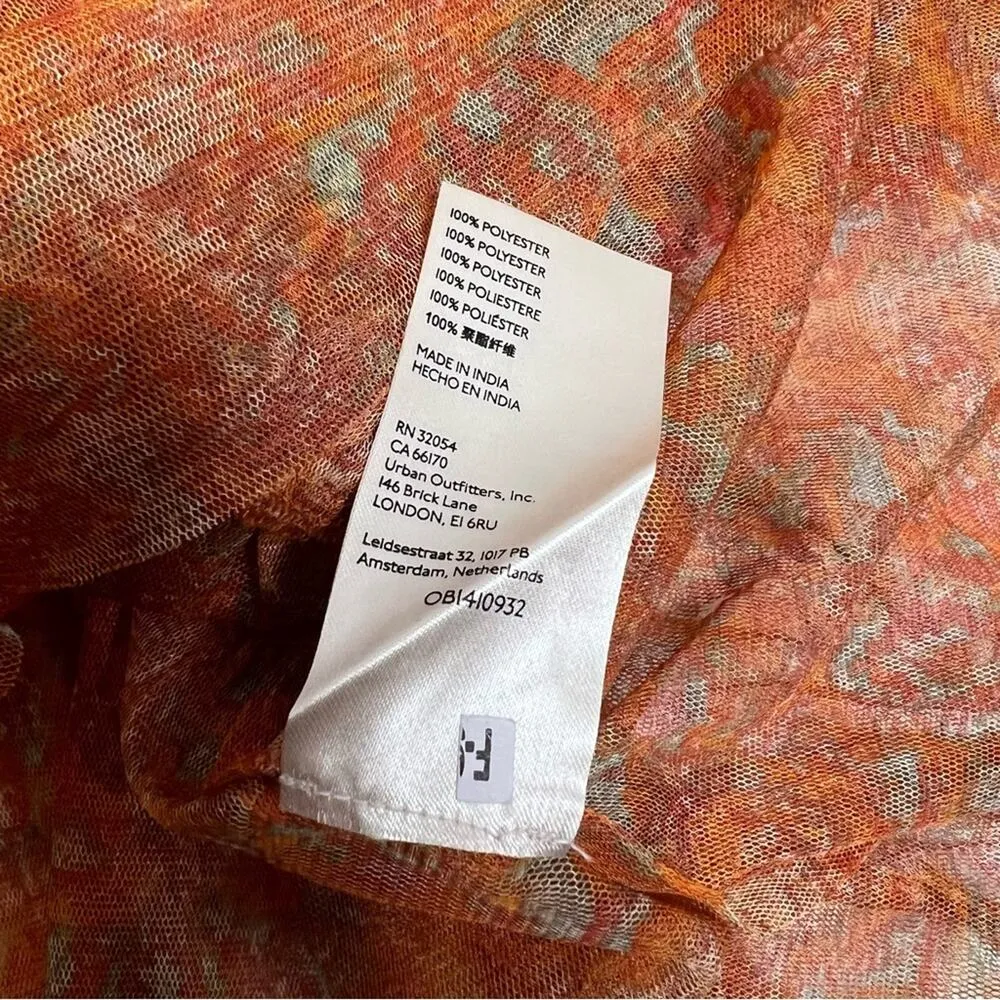 100% POLYESTER
100% POLYESTER
100% POLYESTER
100% POLIESTERE
100% POLIÉSTER
100% 聚酯纤维
MADE IN INDIA
HECHO EN INDIA
RN 32054
CA 66170
Urban Outfitters, Inc.
146 Brick Lane
LONDON, E1 6RU
Leidsestraat 32, 1017 PB
Amsterdam, Netherlands
OB1410932